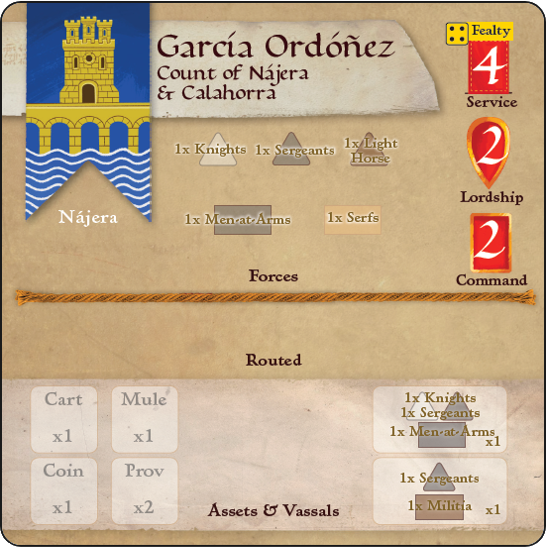 García Ordóñez
Count of Nájera
& Calahorra
Fealty
4
Service
1x Knights
1x Sergeants
1x Light
Horse
2
Lordship
Nájera
1x Men-at-Arms
1x Serfs
2
Command
Forces
Routed
Cart
x1
Mule
x1
1x Knights
1x Sergeants
1x Men-at-Arms
x1
Coin
x1
Prov
x2
1x Sergeants
1x Militia
x1
Assets & Vassals